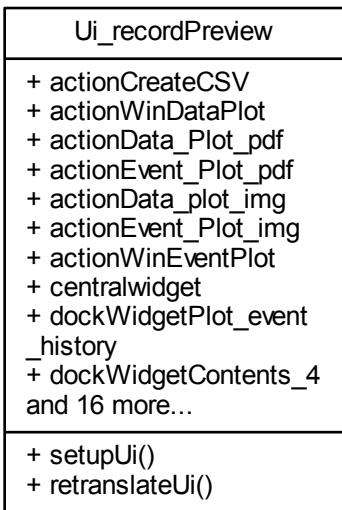 Ui_recordPreview
+ actionCreateCSV
+ actionWinDataPlot
+ actionData_Plot_pdf
+ actionEvent_Plot_pdf
+ actionData_plot_img
+ actionEvent_Plot_img
+ actionWinEventPlot
+ centralwidget
+ dockWidgetPlot_event
_history
+ dockWidgetContents_4
and 16 more...
+ setupUi()
+ retranslateUi()